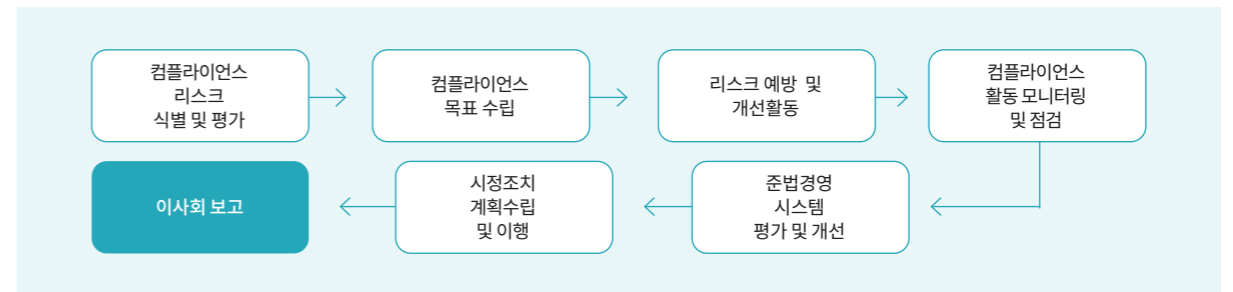 컴플라이언스
리스크
식별 및 평가
컴플라이언스
목표 수립
리스크 예방 및
개선활동
컴플라이언스
활동 모니터링
및 점검
준법경영
시스템
평가 및 개선
시정조치
계획수립
및 이행
이사회 보고